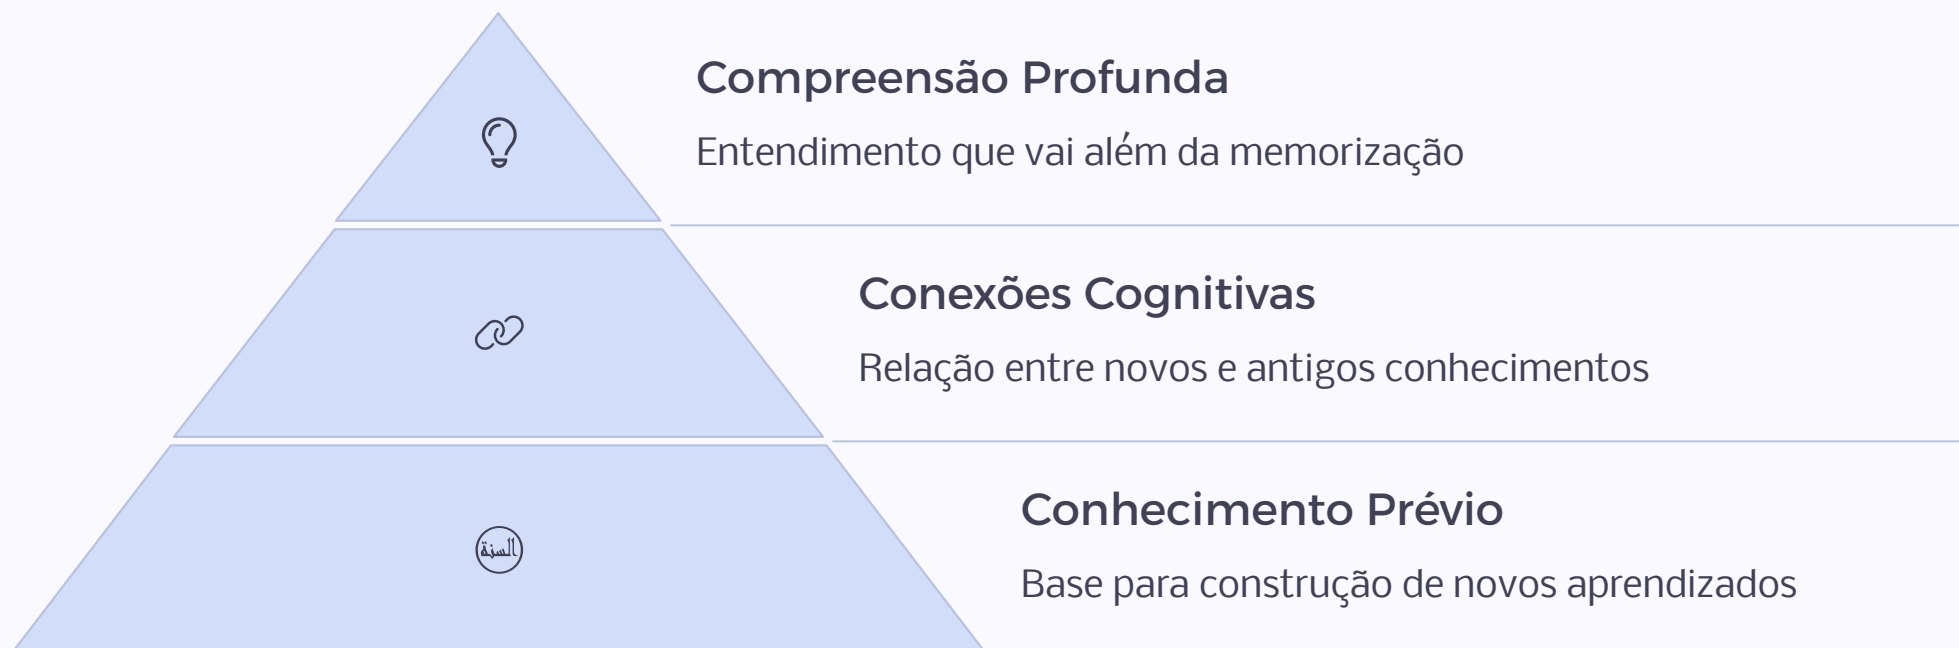 Compreensão Profunda
Entendimento que vai além da memorização
Conexões Cognitivas
Relação entre novos e antigos conhecimentos
السنة
Conhecimento Prévio
Base para construção de novos aprendizados